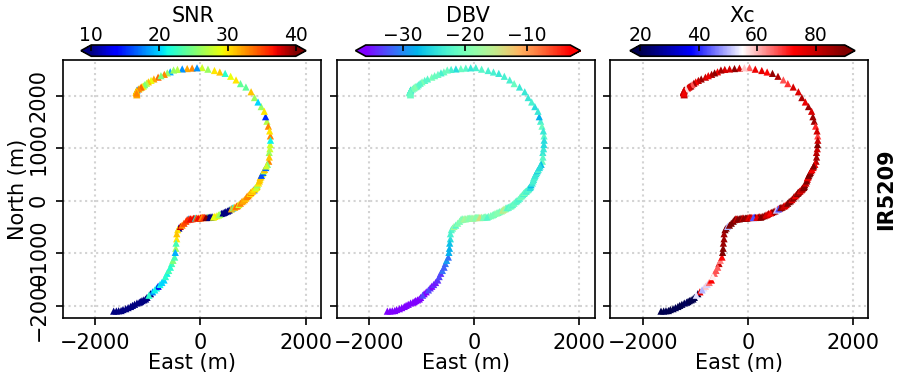 SNR DBV Xc
10 20 30 40 −30 −20 −10 20 40 60 80
North (m)
2000
1000
0
−1000
−2000
IR5209
−2000 0 2000 −2000 0 2000 −2000 0 2000
East (m) East (m) East (m)